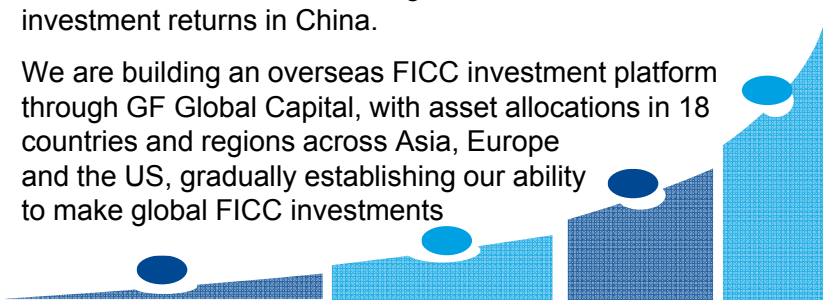 investment returns in China.
We are building an overseas FICC investment platform
through GF Global Capital, with asset allocations in 18
countries and regions across Asia, Europe
and the US, gradually establishing our ability
to make global FICC investments